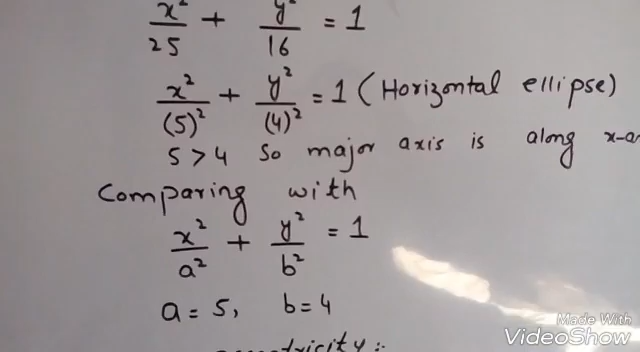 x²/25 + y²/16 = 1
x²/(5)² + y²/(4)² = 1 (Horizontal ellipse)
5 > 4 So major axis is along
Comparing with
x²/a² + y²/b² = 1
a = 5, b = 4
Made With
VideoShow